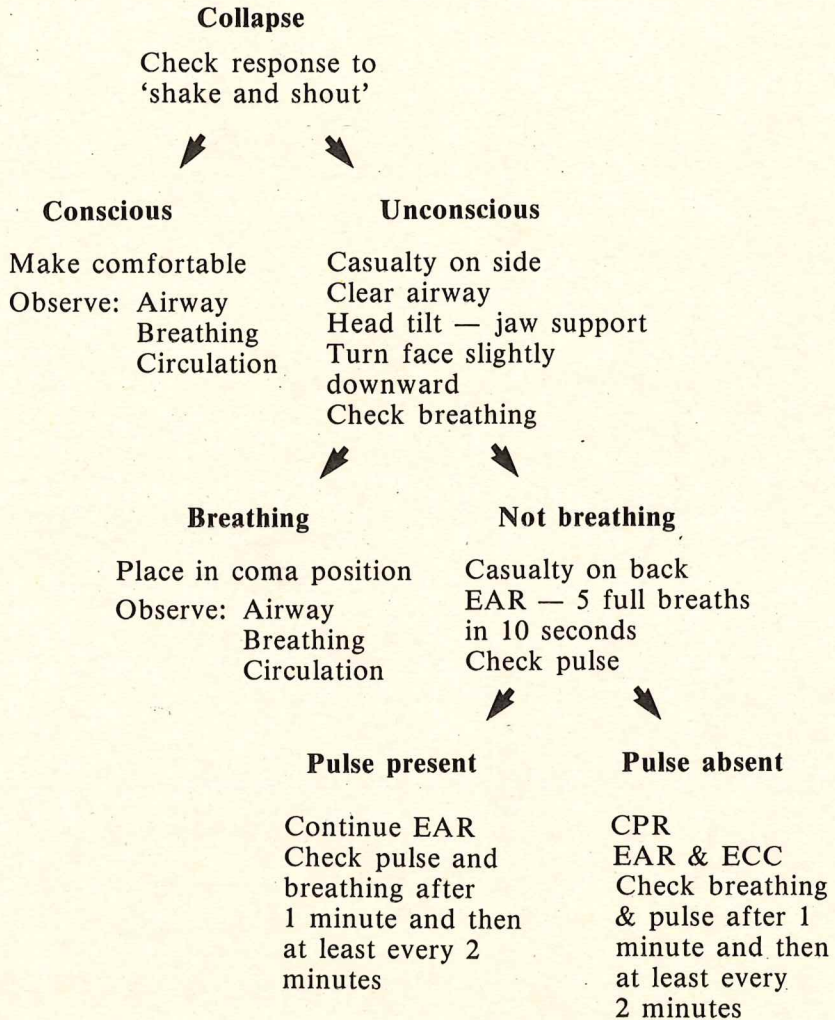 Collapse
Check response to
‘shake and shout’
Conscious
Make comfortable
Observe: Airway
Breathing
Circulation
Unconscious
Casualty on side
Clear airway
Head tilt — jaw support
Turn face slightly
downward
Check breathing
Breathing
Place in coma position
Observe: Airway
Breathing
Circulation
Not breathing
Casualty on back
EAR — 5 full breaths
in 10 seconds
Check pulse
Pulse present
Continue EAR
Check pulse and
breathing after
1 minute and then
at least every 2
minutes
Pulse absent
CPR
EAR & ECC
Check breathing
& pulse after 1
minute and then
at least every
2 minutes